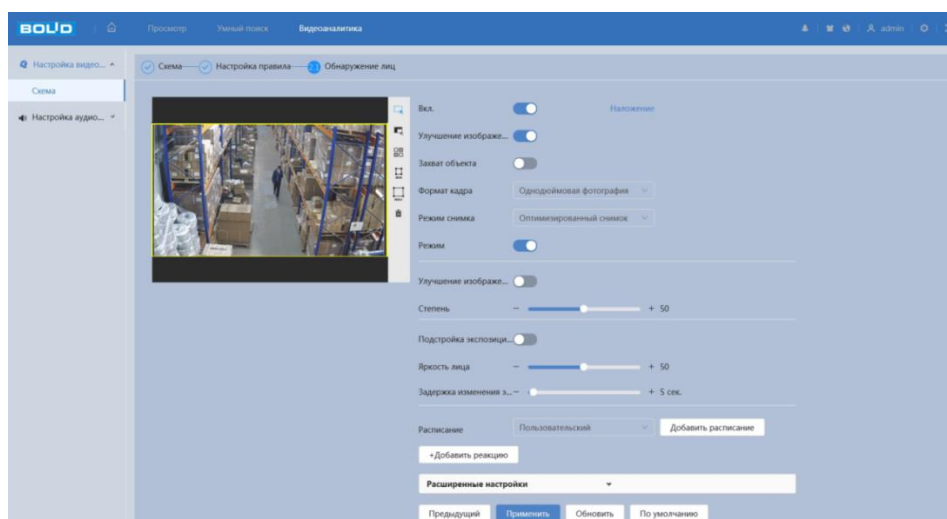 BOLID Просмотр Умный поиск Видеоаналитика admin
Настройка видео... Схема Настройка правила 2.1 Обнаружение лиц
Схема
Настройка аудио...
Вкл. Наложение
Улучшение изображе...
Захват объекта
Формат кадра Однодюймовая фотография
Режим снимка Оптимизированный снимок
Режим
Улучшение изображе...
Степень − + 50
Подстройка экспозици...
Яркость лица − + 50
Задержка изменения э... − + 5 сек.
Расписание Пользовательский Добавить расписание
+Добавить реакцию
Расширенные настройки
Предыдущий Применить Обновить По умолчанию